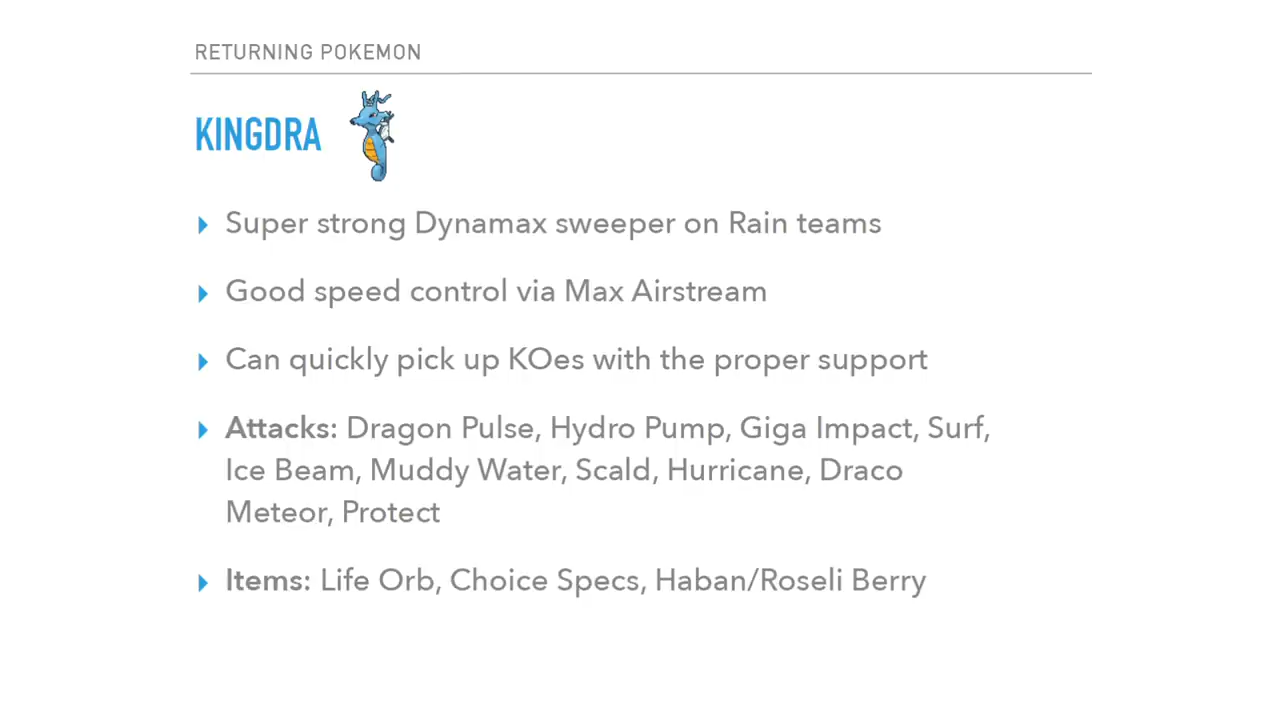 RETURNING POKEMON
KINGDRA
Super strong Dynamax sweeper on Rain teams
Good speed control via Max Airstream
Can quickly pick up KOes with the proper support
Attacks: Dragon Pulse, Hydro Pump, Giga Impact, Surf,
Ice Beam, Muddy Water, Scald, Hurricane, Draco
Meteor, Protect
Items: Life Orb, Choice Specs, Haban/Roseli Berry